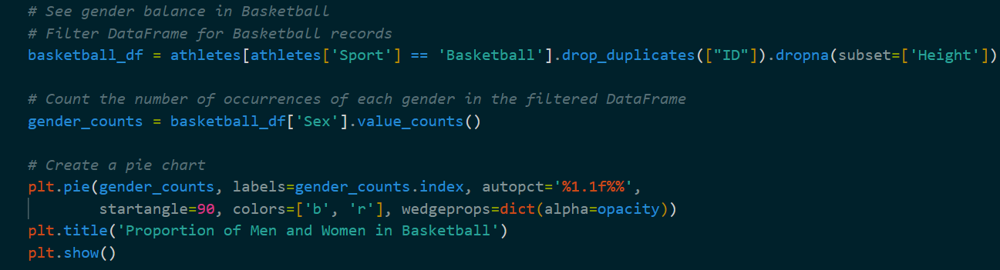 # See gender balance in Basketball
# Filter DataFrame for Basketball records
basketball_df = athletes[athletes['Sport'] == 'Basketball'].drop_duplicates(["ID"]).dropna(subset=['Height'])
# Count the number of occurrences of each gender in the filtered DataFrame
gender_counts = basketball_df['Sex'].value_counts()
# Create a pie chart
plt.pie(gender_counts, labels=gender_counts.index, autopct='%1.1f%%',
        startangle=90, colors=['b', 'r'], wedgeprops=dict(alpha=opacity))
plt.title('Proportion of Men and Women in Basketball')
plt.show()